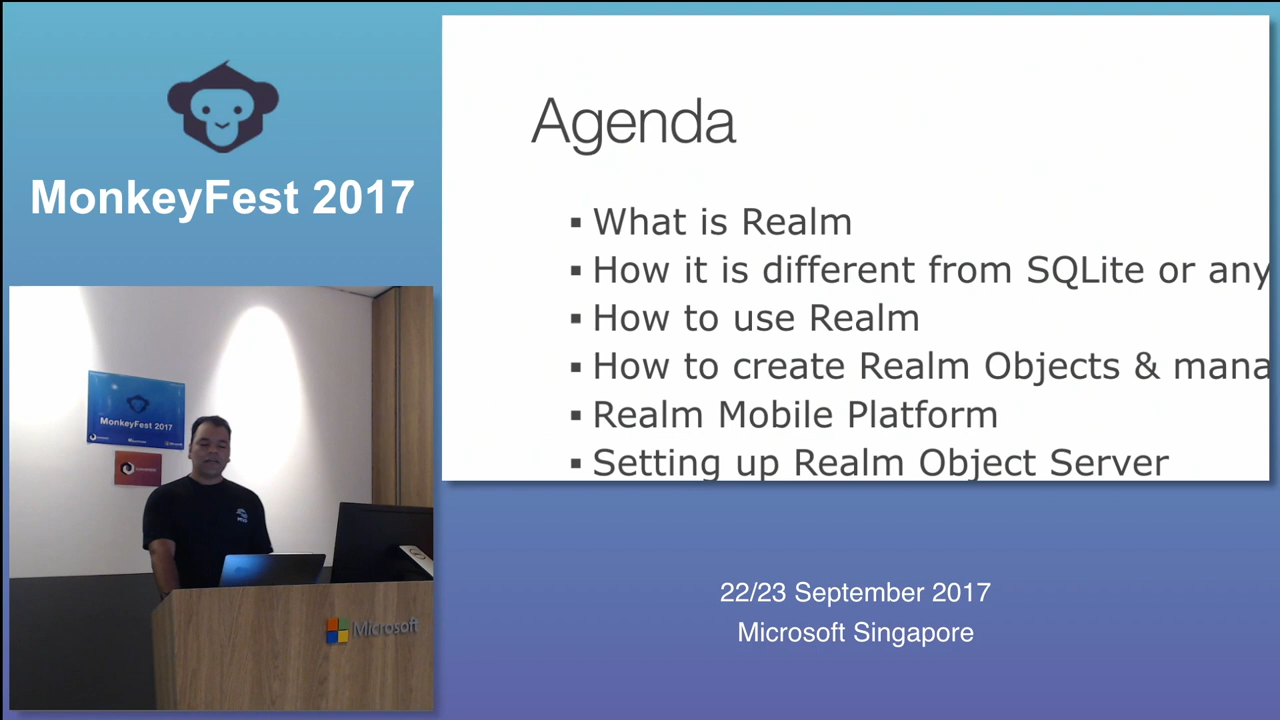 MonkeyFest 2017
Agenda
▪ What is Realm
▪ How it is different from SQLite or any
▪ How to use Realm
▪ How to create Realm Objects & mana
▪ Realm Mobile Platform
▪ Setting up Realm Object Server
MonkeyFest 2017
Microsoft
22/23 September 2017
Microsoft Singapore